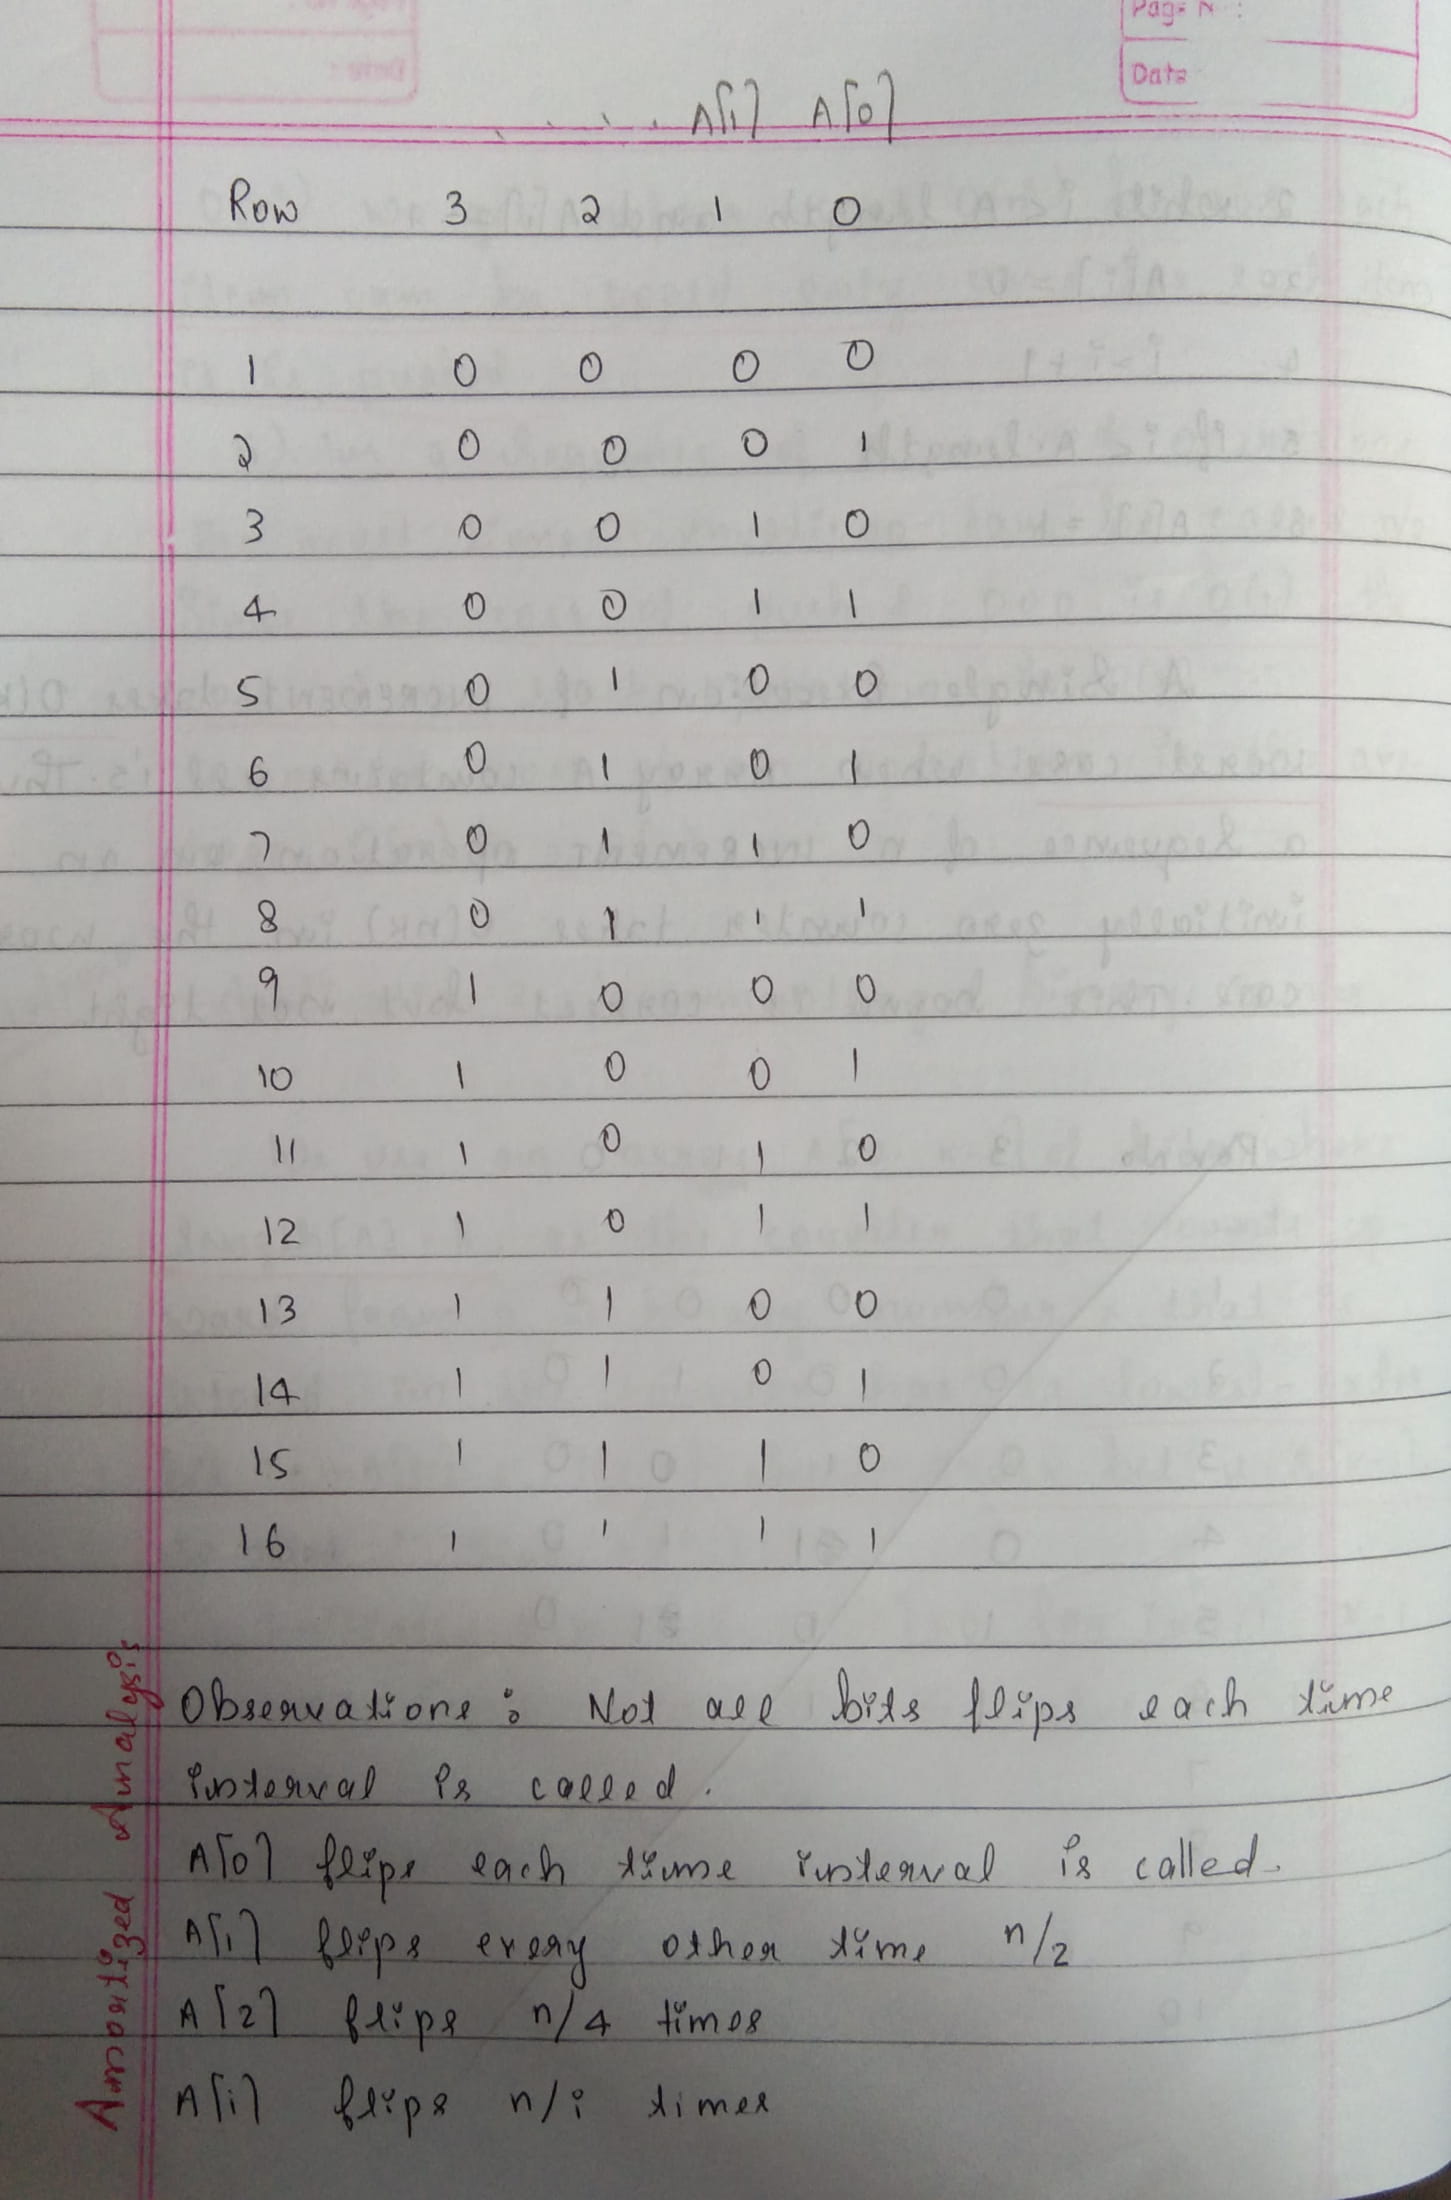 Page N :
Date
. . . . A[1] A[0]
Row 3 2 1 0
1 0 0 0 0
2 0 0 0 1
3 0 0 1 0
4 0 0 1 1
5 0 1 0 0
6 0 1 0 1
7 0 1 1 0
8 0 1 1 1
9 1 0 0 0
10 1 0 0 1
11 1 0 1 0
12 1 0 1 1
13 1 1 0 0
14 1 1 0 1
15 1 1 1 0
16 1 1 1 1
Amortized Analysis
Observations : Not all bits flips each time
interval is called.
A[0] flips each time interval is called.
A[1] flips every other time n/2
A[2] flips n/4 times
A[i] flips n/i times